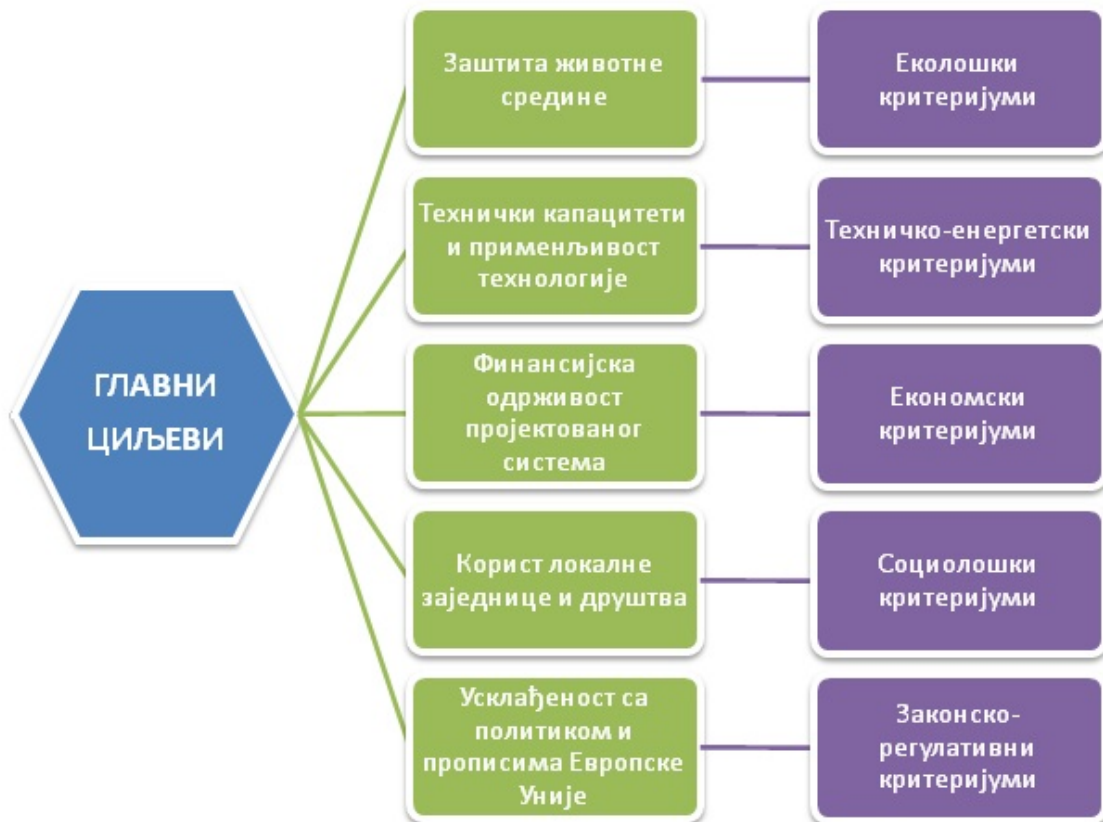 ГЛАВНИ
ЦИЉЕВИ
Заштита животне
средине
Еколошки
критеријуми
Технички капацитети
и применљивост
технологије
Техничко-енергетски
критеријуми
Финансијска
одрживост
пројектованог
система
Економски
критеријуми
Корист локалне
заједнице и друштва
Социолошки
критеријуми
Усклађеност са
политиком и
прописима Европске
Уније
Законско-
регулативни
критеријуми